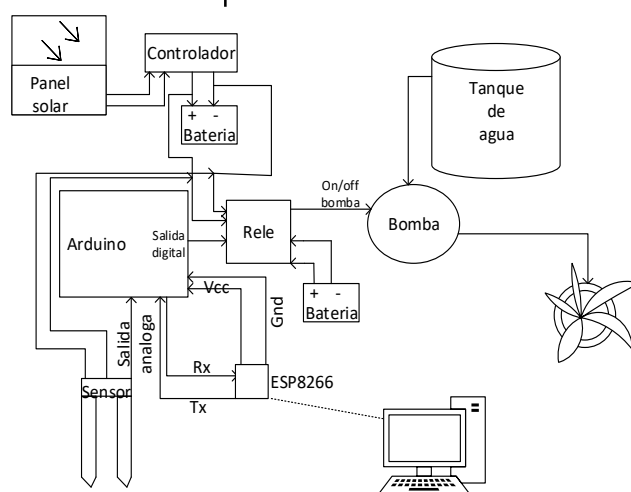 Controlador
Panel
solar
+ -
Bateria
Tanque
de
agua
On/off
bomba
Arduino
Salida
digital
Rele
Bomba
Vcc
Gnd
+ -
Bateria
Salida
analoga
Rx
ESP8266
Sensor
Tx